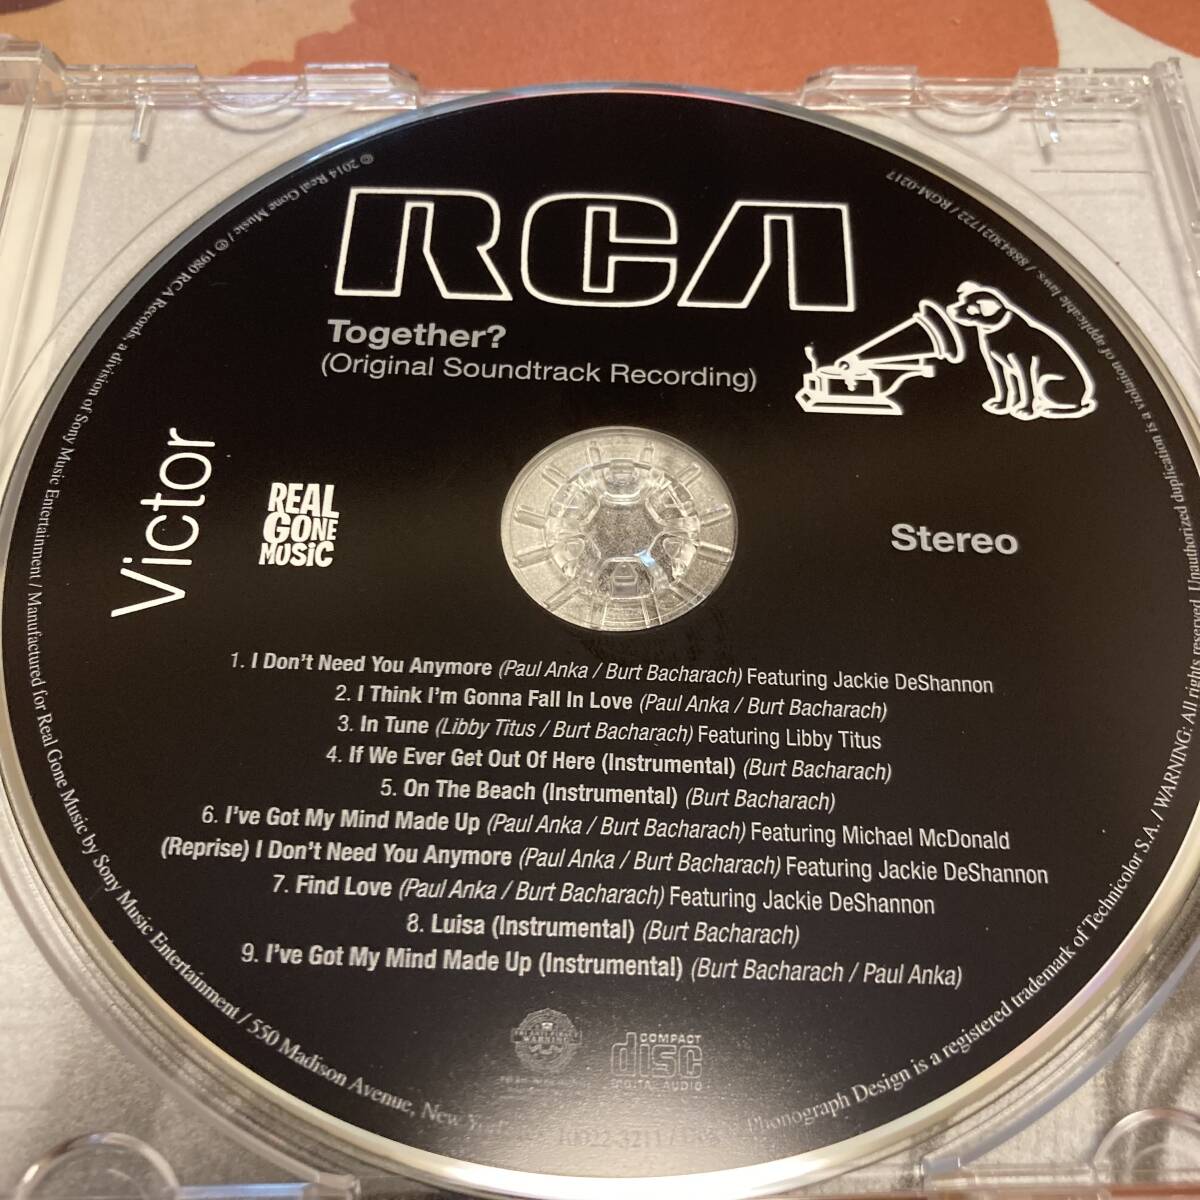 RCA
Together?
(Original Soundtrack Recording)
Victor
REAL
GONE
MUSIC
Stereo
1. I Don't Need You Anymore (Paul Anka / Burt Bacharach) Featuring Jackie DeShannon
2. I Think I'm Gonna Fall In Love (Paul Anka / Burt Bacharach)
3. In Tune (Libby Titus / Burt Bacharach) Featuring Libby Titus
4. If We Ever Get Out Of Here (Instrumental) (Burt Bacharach)
5. On The Beach (Instrumental) (Burt Bacharach)
6. I've Got My Mind Made Up (Paul Anka / Burt Bacharach) Featuring Michael McDonald
(Reprise) I Don't Need You Anymore (Paul Anka / Burt Bacharach) Featuring Jackie DeShannon
7. Find Love (Paul Anka / Burt Bacharach) Featuring Jackie DeShannon
8. Luisa (Instrumental) (Burt Bacharach)
9. I've Got My Mind Made Up (Instrumental) (Burt Bacharach / Paul Anka)
COMPACT
disc
DIGITAL AUDIO
© 2014 Real Gone Music / ℗ 1980 RCA Records, a division of Sony Music Entertainment / Manufactured for Real Gone Music by Sony Music Entertainment / 550 Madison Avenue, New
Phonograph Design is a registered trademark of Technicolor S.A. / WARNING: All rights reserved. Unauthorized duplication is a violation of applicable laws. / 88843021722 / RGM-0217